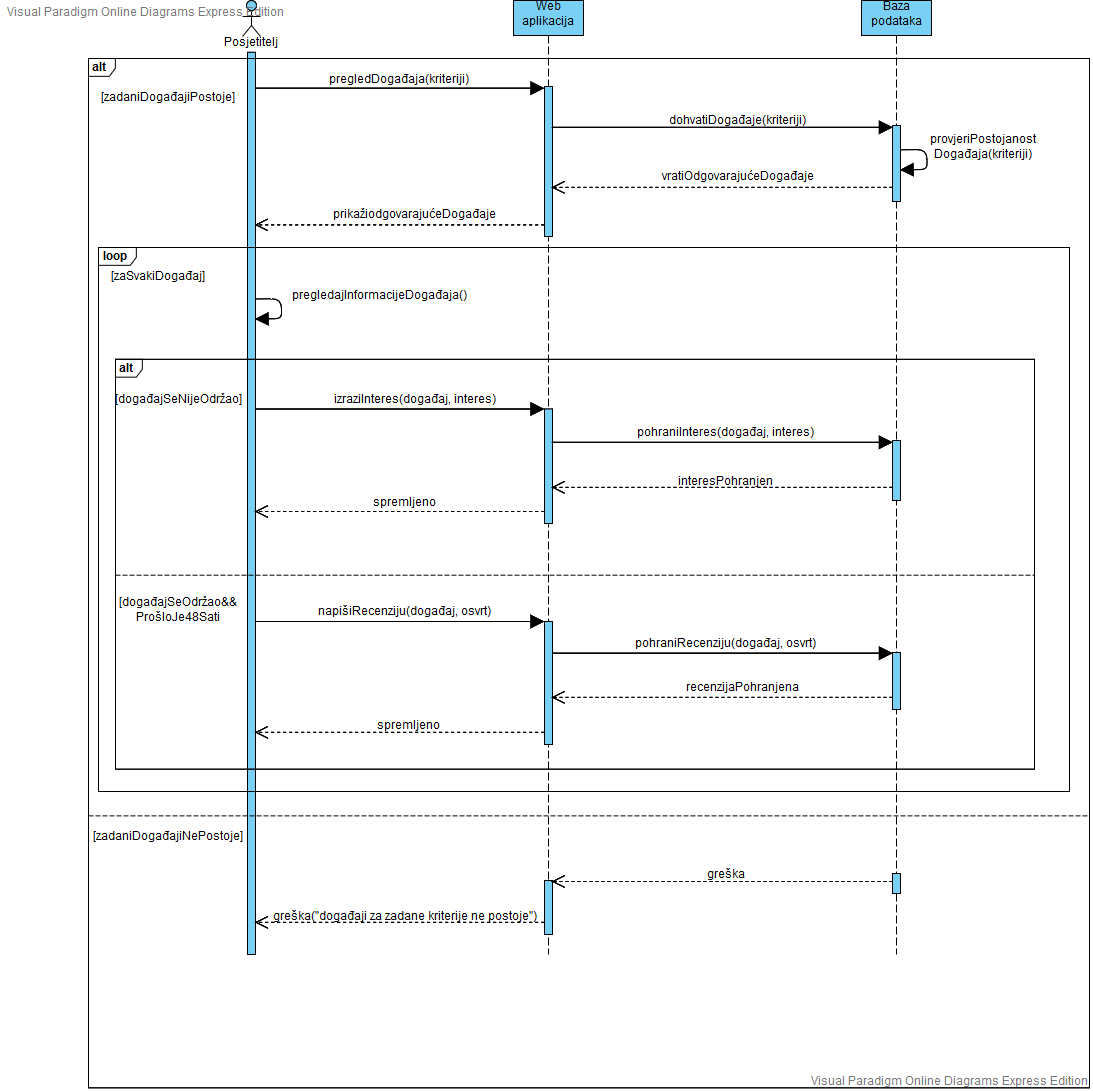 Visual Paradigm Online Diagrams Express Edition
Posjetitelj
Web
aplikacija
Baza
podataka
alt
[zadaniDogađajiPostoje]
pregledDogađaja(kriteriji)
dohvatiDogađaje(kriteriji)
provjeriPostojanost
Događaja(kriteriji)
vratiOdgovarajućeDogađaje
prikažiodgovarajućeDogađaje
loop
[zaSvakiDogađaj]
pregledajInformacijeDogađaja()
alt
[događajSeNijeOdržao]
izraziInteres(događaj, interes)
pohraniInteres(događaj, interes)
interesPohranjen
spremljeno
[događajSeOdržao&&
ProšloJe48Sati
napišiRecenziju(događaj, osvrt)
pohraniRecenziju(događaj, osvrt)
recenzijaPohranjena
spremljeno
[zadaniDogađajiNePostoje]
greška
greška("događaji za zadane kriterije ne postoje")
Visual Paradigm Online Diagrams Express Edition